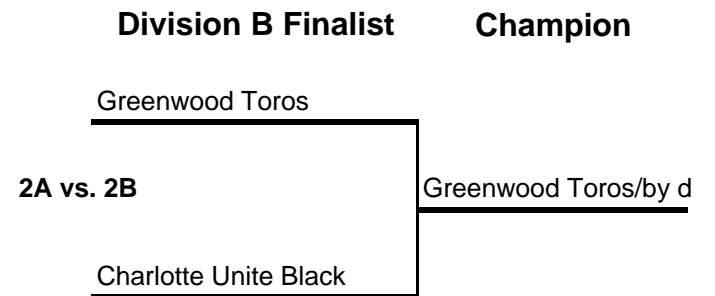 Division B Finalist Champion
Greenwood Toros
2A vs. 2B
Greenwood Toros/by d
Charlotte Unite Black